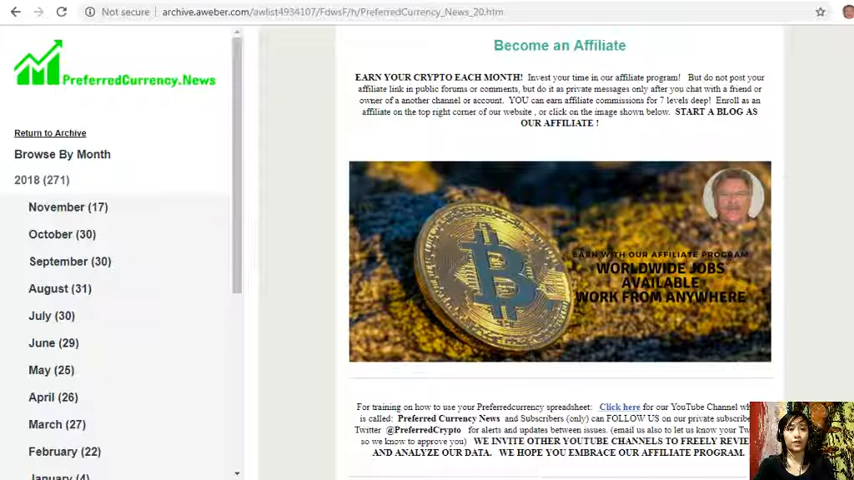 Not secure
archive.aweber.com/awlist4934107/FdwsF/h/PreferredCurrency_News_20.htm
PreferredCurrency.News
Return to Archive
Browse By Month
2018 (271)
November (17)
October (30)
September (30)
August (31)
July (30)
June (29)
May (25)
April (26)
March (27)
February (22)
January (4)
Become an Affiliate
EARN YOUR CRYPTO EACH MONTH! Invest your time in our affiliate program! But do not post your
affiliate link in public forums or comments, but do it as private messages only after you chat with a friend or
owner of a another channel or account. YOU can earn affiliate commissions for 7 levels deep! Enroll as an
affiliate on the top right corner of our website , or click on the image shown below. START A BLOG AS
OUR AFFILIATE !
EARN WITH OUR AFFILIATE PROGRAM
WORLDWIDE JOBS
AVAILABLE
WORK FROM ANYWHERE
For training on how to use your Preferredcurrency spreadsheet: Click here for our YouTube Channel
is called: Preferred Currency News and Subscribers (only) can FOLLOW US on our private
Twitter @PreferredCrypto for alerts and updates between issues. (email us also to let us know your
so we know to approve you) WE INVITE OTHER YOUTUBE CHANNELS TO FREELY
AND ANALYZE OUR DATA. WE HOPE YOU EMBRACE OUR AFFILIATE PROGRAM.